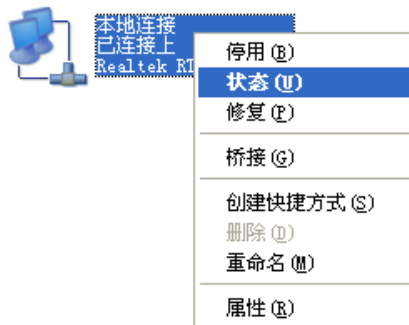 本地连接
已连接上
Realtek RT
停用(B)
状态(U)
修复(P)
桥接(G)
创建快捷方式(S)
删除(D)
重命名(M)
属性(R)